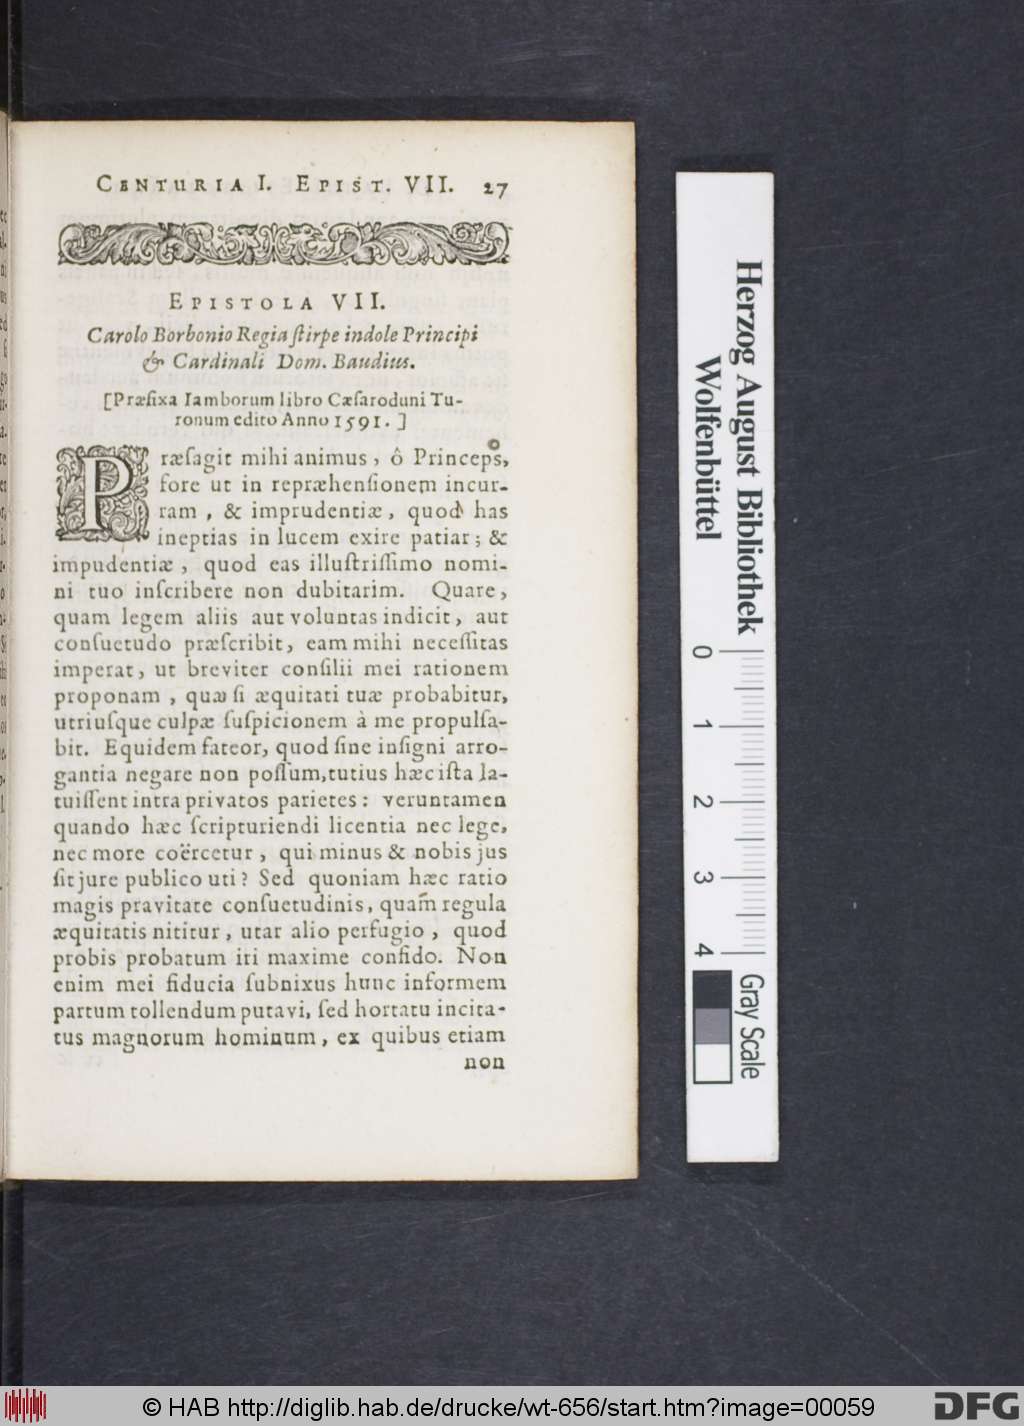 CENTURIA I. EPIST. VII. 27
EPISTOLA VII.
Carolo Borbonio Regia ſtirpe indole Principi
& Cardinali Dom. Baudius.
[Præfixa Iamborum libro Cæſaroduni Tu-
ronum edito Anno 1591.]
Præſagit mihi animus, ô Princeps,
fore ut in repræhenſionem incur-
ram, & imprudentiæ, quod has
ineptias in lucem exire patiar; &
impudentiæ, quod eas illuſtriſſimo nomi-
ni tuo inſcribere non dubitarim. Quare,
quam legem aliis aut voluntas indicit, aut
conſuetudo præſcribit, eam mihi neceſſitas
imperat, ut breviter conſilii mei rationem
proponam, quæ ſi æquitati tuæ probabitur,
utriuſque culpæ ſuſpicionem à me propulſa-
bit. Equidem fateor, quod ſine inſigni arro-
gantia negare non poſſum, tutius hæc iſta la-
tuiſſent intra privatos parietes: veruntamen
quando hæc ſcripturiendi licentia nec lege,
nec more coërcetur, qui minus & nobis jus
ſit jure publico uti? Sed quoniam hæc ratio
magis pravitate conſuetudinis, quam regula
æquitatis nititur, utar alio perfugio, quod
probis probatum iri maxime confido. Non
enim mei fiducia ſubnixus hunc informem
partum tollendum putavi, ſed hortatu incita-
tus magnorum hominum, ex quibus etiam
non
Herzog August Bibliothek
Wolfenbüttel
0 1 2 3 4
Gray Scale
© HAB http://diglib.hab.de/drucke/wt-656/start.htm?image=00059
DFG